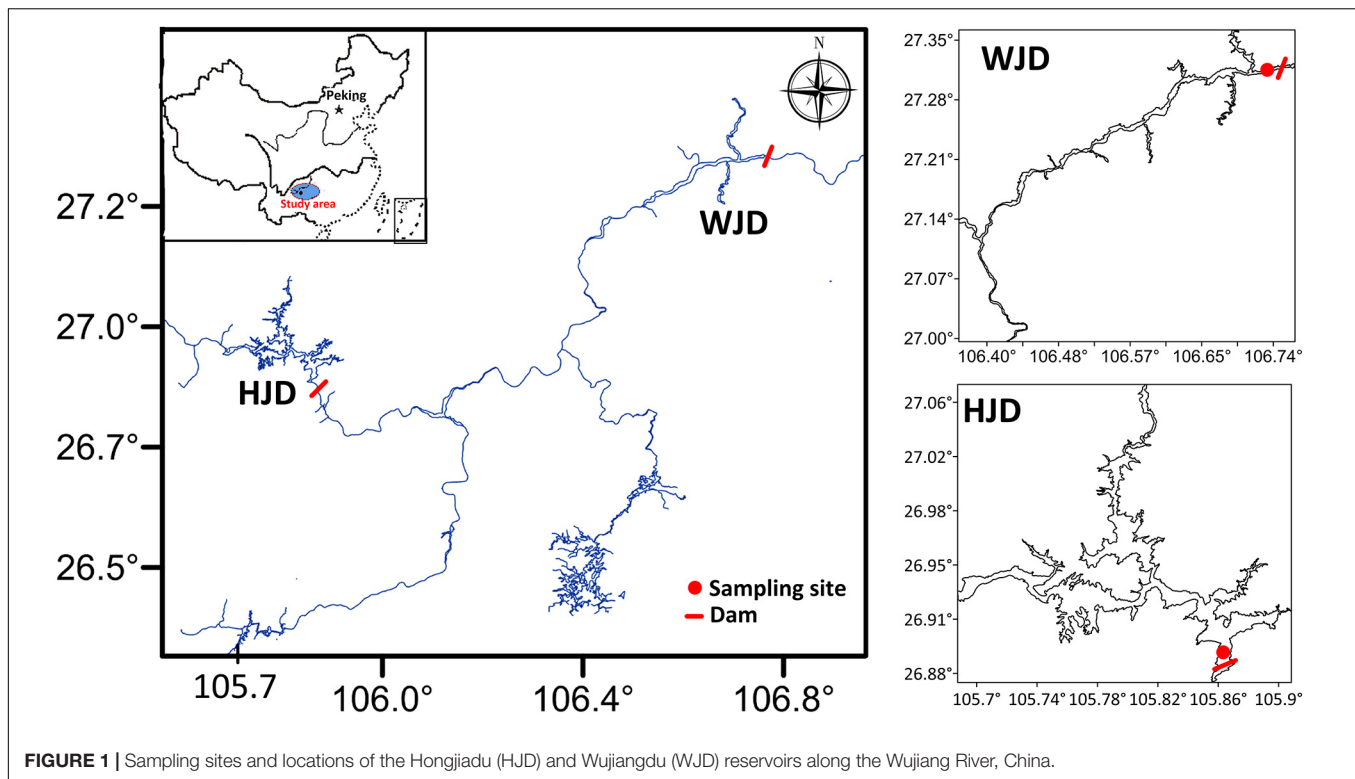 Peking
Study area
N
WJD
HJD
27.2°
27.0°
26.7°
26.5°
105.7
106.0°
106.4°
106.8°
Sampling site
Dam
WJD
27.35°
27.28°
27.21°
27.14°
27.07°
27.00°
106.40° 106.48° 106.57° 106.65° 106.74°
HJD
27.06°
27.02°
26.98°
26.95°
26.91°
26.88°
105.7° 105.74° 105.78° 105.82° 105.86° 105.9°
FIGURE 1 | Sampling sites and locations of the Hongjiadu (HJD) and Wujiangdu (WJD) reservoirs along the Wujiang River, China.